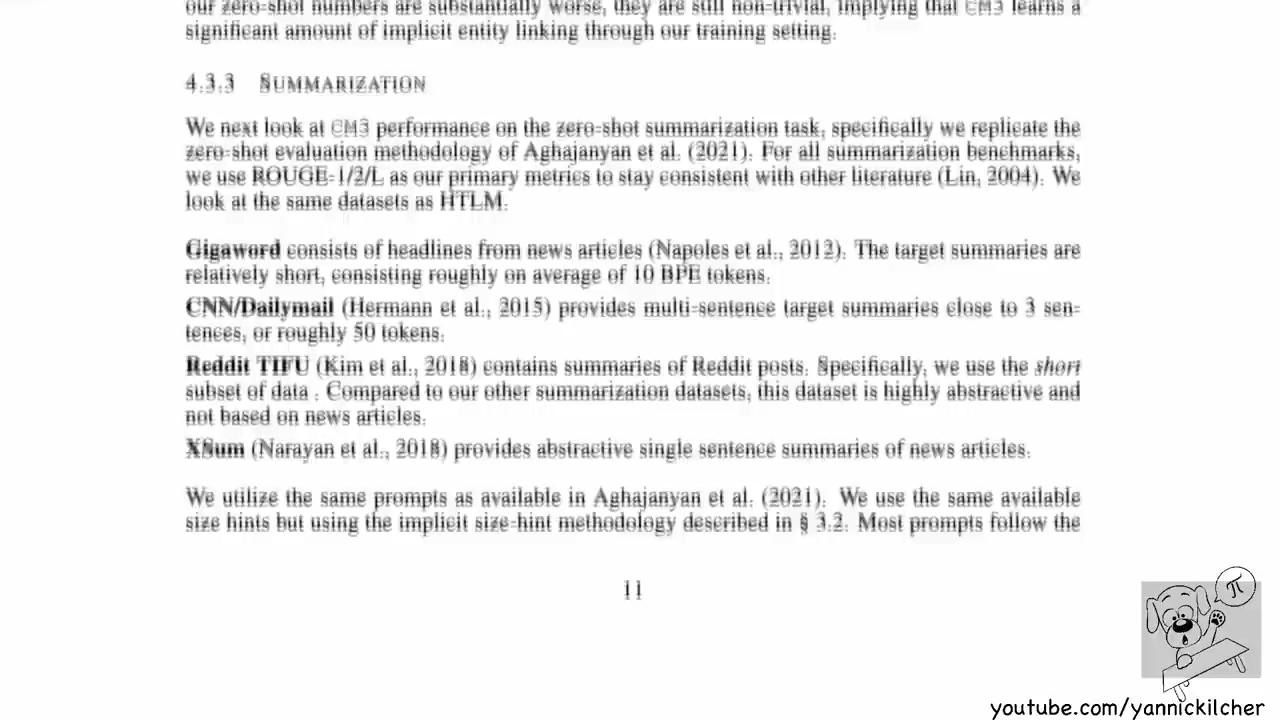 our zero-shot numbers are substantially worse, they are still non-trivial, implying that CM3 learns a
significant amount of implicit entity linking through our training setting.
4.3.3 SUMMARIZATION
We next look at CM3 performance on the zero-shot summarization task, specifically we replicate the
zero-shot evaluation methodology of Aghajanyan et al. (2021). For all summarization benchmarks,
we use ROUGE-1/2/L as our primary metrics to stay consistent with other literature (Lin, 2004). We
look at the same datasets as HTLM.
Gigaword consists of headlines from news articles (Napoles et al., 2012). The target summaries are
relatively short, consisting roughly on average of 10 BPE tokens.
CNN/Dailymail (Hermann et al., 2015) provides multi-sentence target summaries close to 3 sen-
tences, or roughly 50 tokens.
Reddit TIFU (Kim et al., 2018) contains summaries of Reddit posts. Specifically, we use the short
subset of data . Compared to our other summarization datasets, this dataset is highly abstractive and
not based on news articles.
XSum (Narayan et al., 2018) provides abstractive single sentence summaries of news articles.
We utilize the same prompts as available in Aghajanyan et al. (2021). We use the same available
size hints but using the implicit size-hint methodology described in § 3.2. Most prompts follow the
11
π
youtube.com/yannickilcher